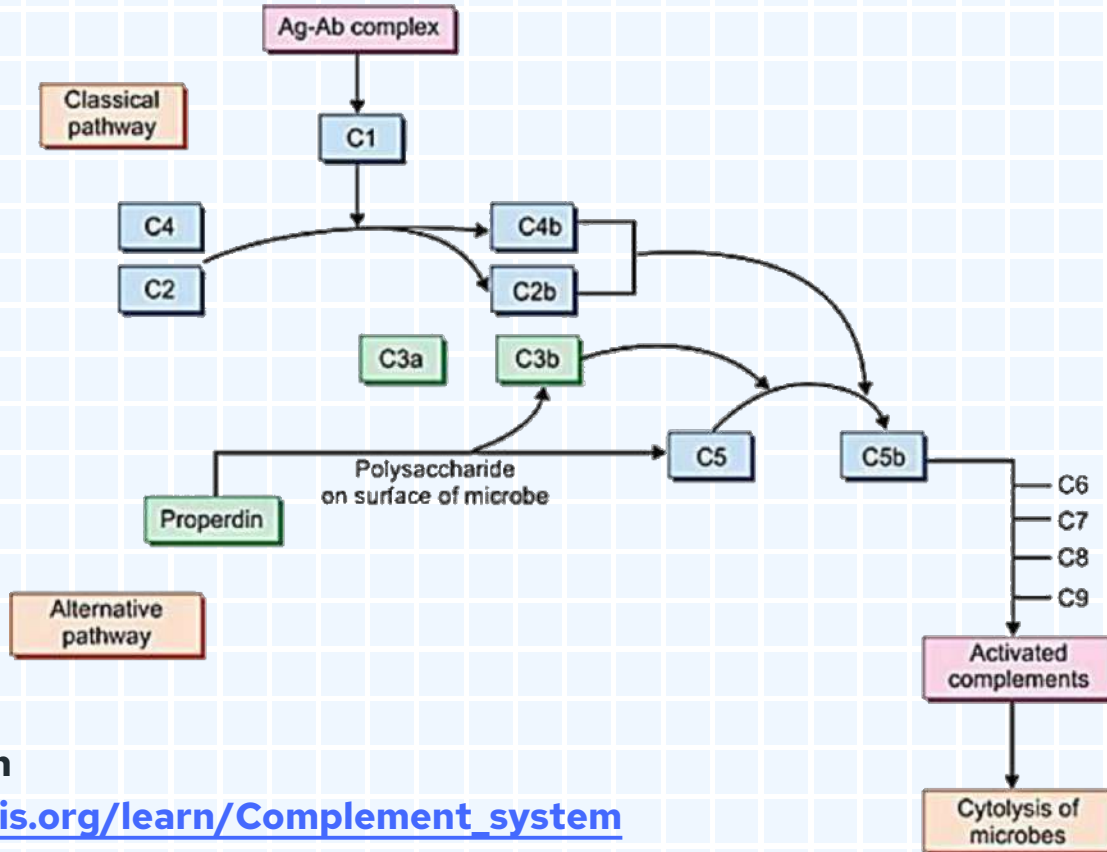 Ag-Ab complex
Classical
pathway
C1
C4
C4b
C2
C2b
C3a
C3b
C5
C5b
Polysaccharide
on surface of microbe
C6
C7
C8
C9
Properdin
Alternative
pathway
Activated
complements
Cytolysis of
microbes
is.org/learn/Complement_system